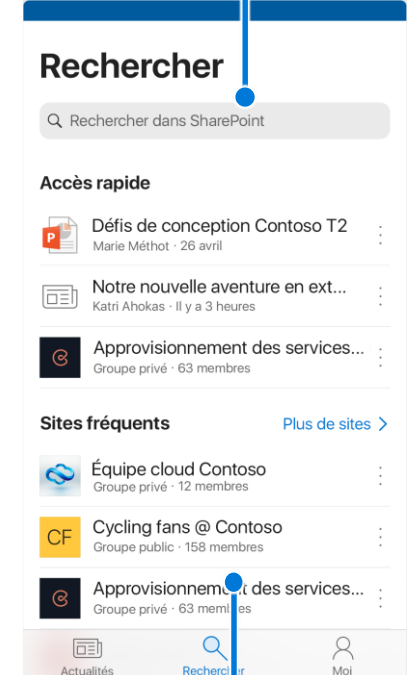 Rechercher
Rechercher dans SharePoint
Accès rapide
Défis de conception Contoso T2
Marie Méthot · 26 avril
Notre nouvelle aventure en ext...
Katri Ahokas · Il y a 3 heures
Approvisionnement des services...
Groupe privé · 63 membres
Sites fréquents
Plus de sites
Équipe cloud Contoso
Groupe privé · 12 membres
CF
Cycling fans @ Contoso
Groupe public · 158 membres
Approvisionnement des services...
Groupe privé · 63 membres
Actualités
Rechercher
Moi